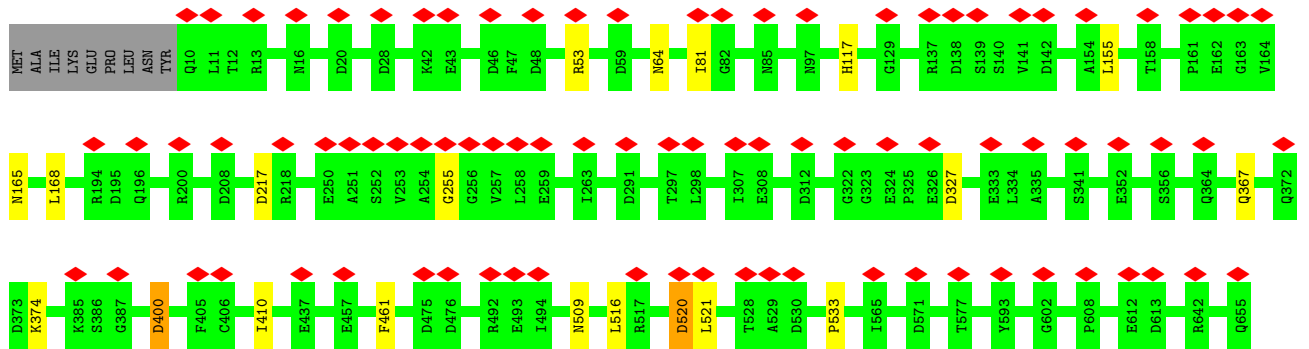 MET ALA ILE LYS GLU PRO LEU ASN TYR Q10 L11 T12 R13 N16 D20 D28 K42 E43 D46 F47 D48 R53 D59 N64 I81 G82 N85 N97 H117 G129 R137 D138 S139 S140 V141 D142 A154 L155 T158 P161 E162 G163 V164
N165 L168 R194 D195 Q196 R200 D208 D217 R218 E250 A251 S252 V253 A254 G255 G256 V257 L258 E259 I263 D291 T297 L298 I307 E308 D312 G322 G323 E324 P325 E326 D327 E333 L334 A335 S341 E352 S356 Q364 Q367 Q372
D373 K374 K385 S386 G387 D400 F405 C406 I410 E437 E457 F461 D475 D476 R492 E493 I494 N509 L516 R517 D520 L521 T528 A529 D530 P533 I565 D571 T577 Y593 G602 P608 E612 D613 R642 Q655